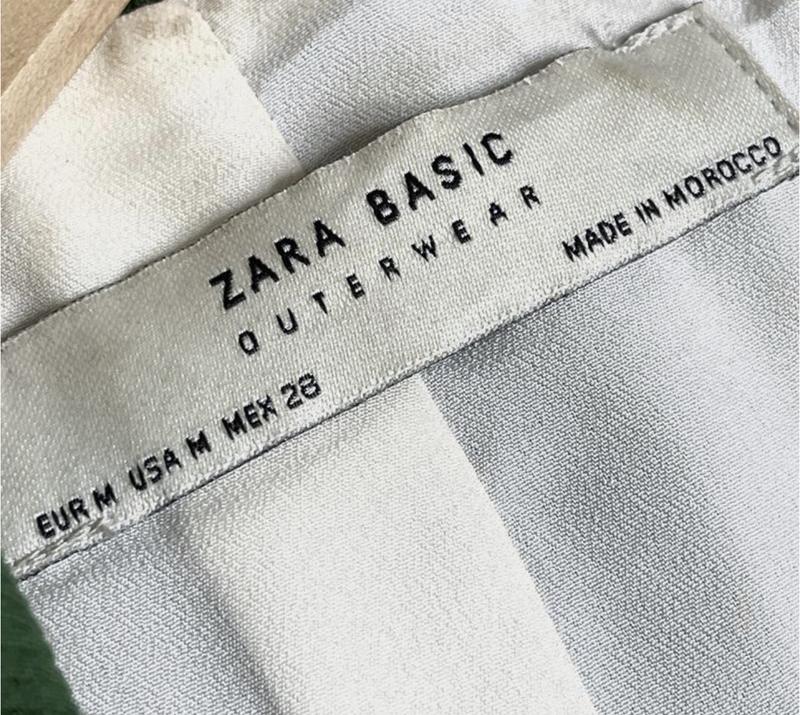 ZARA BASIC
OUTERWEAR
MADE IN MOROCCO
EUR M USA M MEX 28